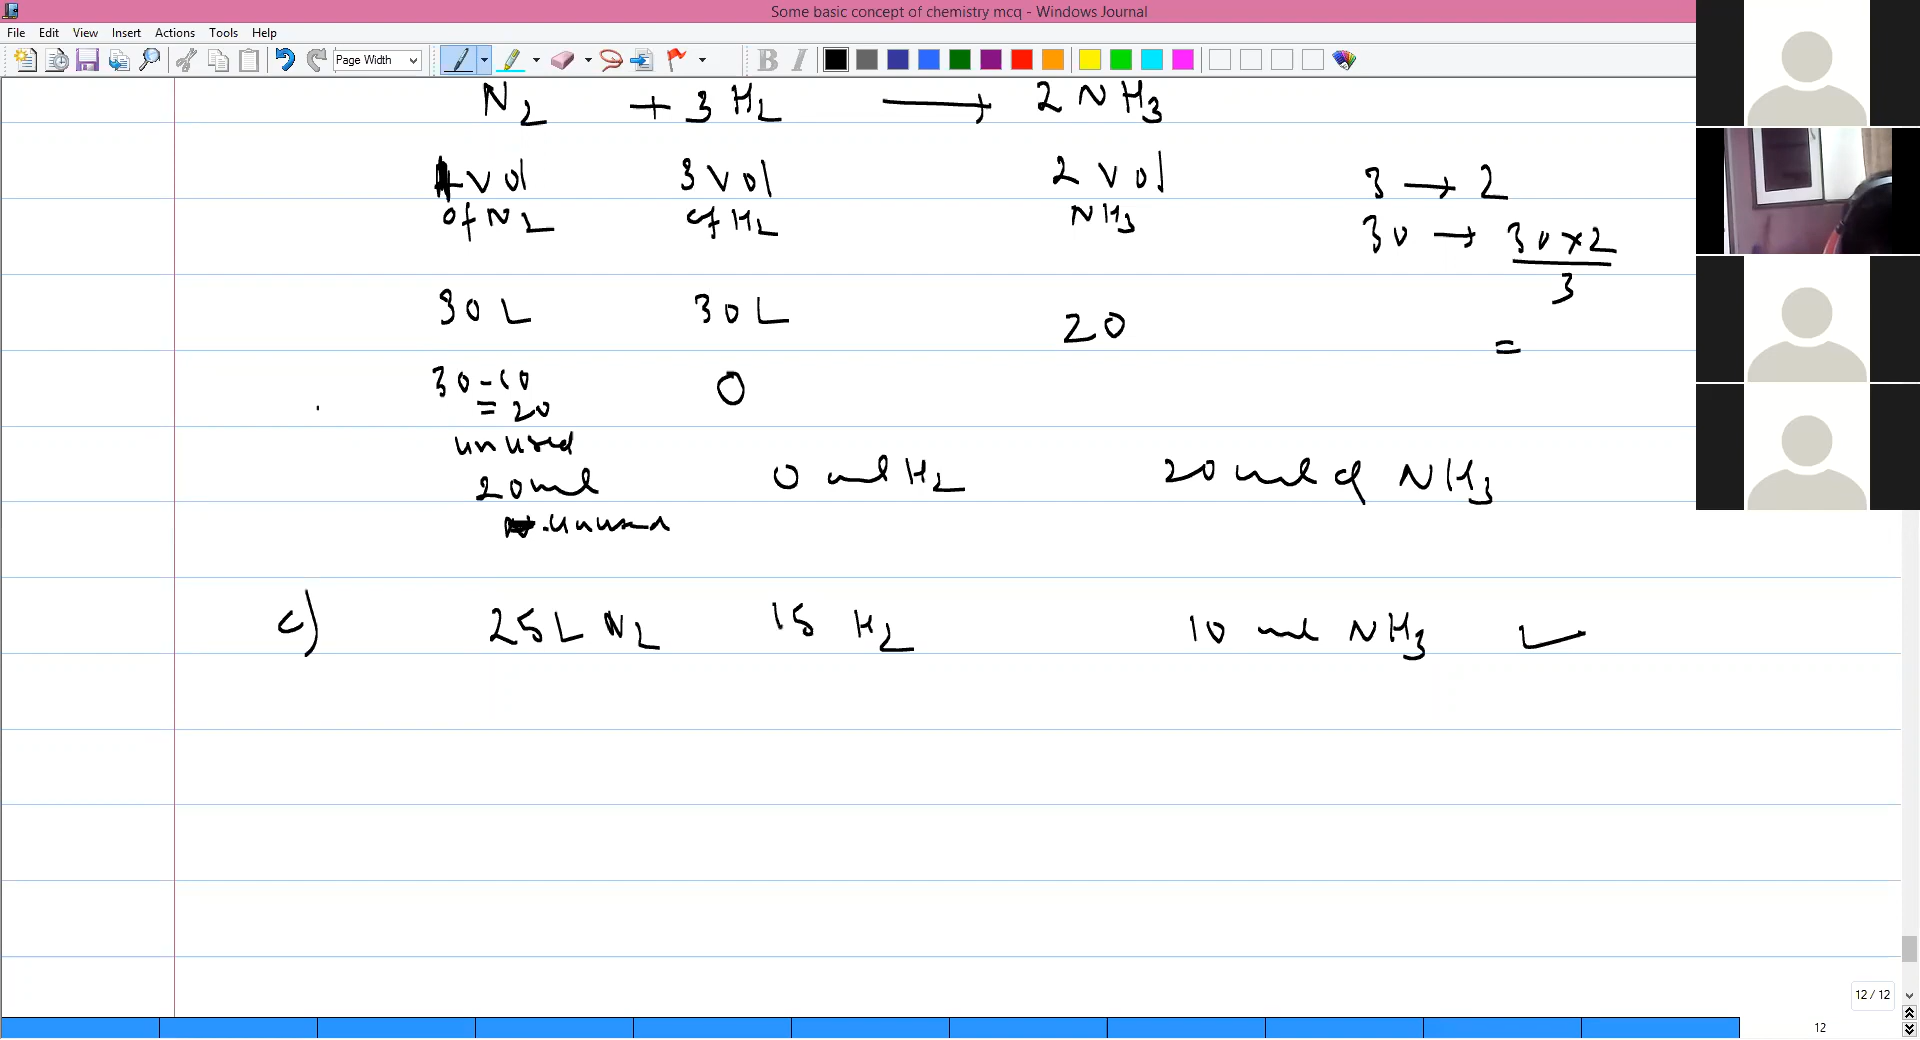 Some basic concept of chemistry mcq - Windows Journal
File Edit View Insert Actions Tools Help
Page Width B I
N2 + 3 H2 ⟶ 2 NH3
1 vol 3 vol 2 vol 3 → 2
of N2 of H2 NH3 30 → 30×2/3
30 L 30 L 20 =
30-10 0
= 20
unused
20 ml 0 ml H2 20 ml of NH3
unused
c) 25 L N2 15 H2 10 ml NH3 ✓
12 / 12
12